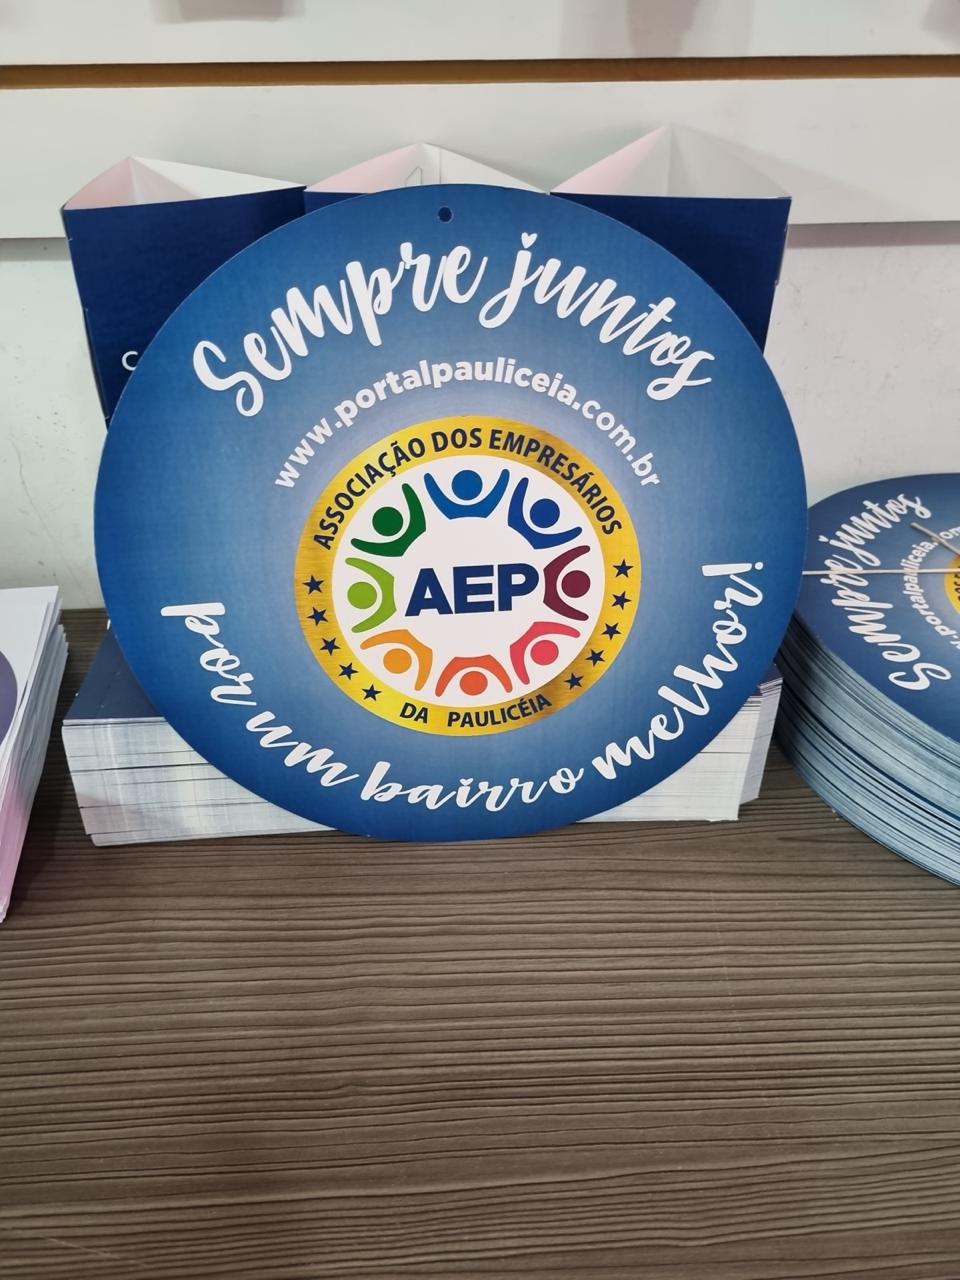 Sempre juntos
www.portalpauliceia.com.br
ASSOCIAÇÃO DOS EMPRESÁRIOS
AEP
DA PAULICÉIA
por um bairro melhor!
Sempre juntos